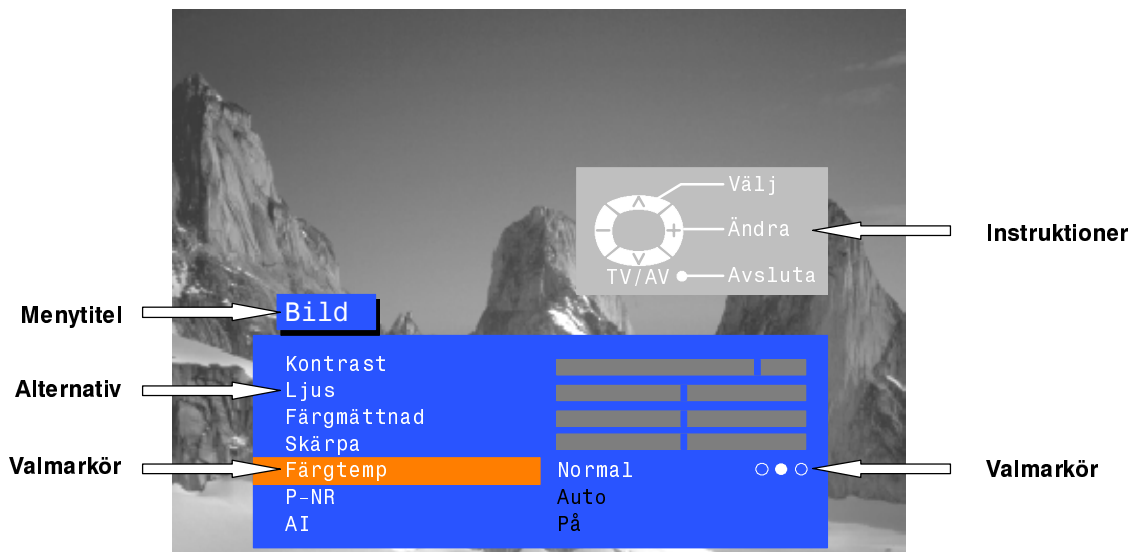 Välj
Ändra
Instruktioner
TV/AV Avsluta
Menytitel
Bild
Kontrast
Alternativ
Ljus
Färgmättnad
Skärpa
Valmarkör
Färgtemp Normal
Valmarkör
P-NR Auto
AI På